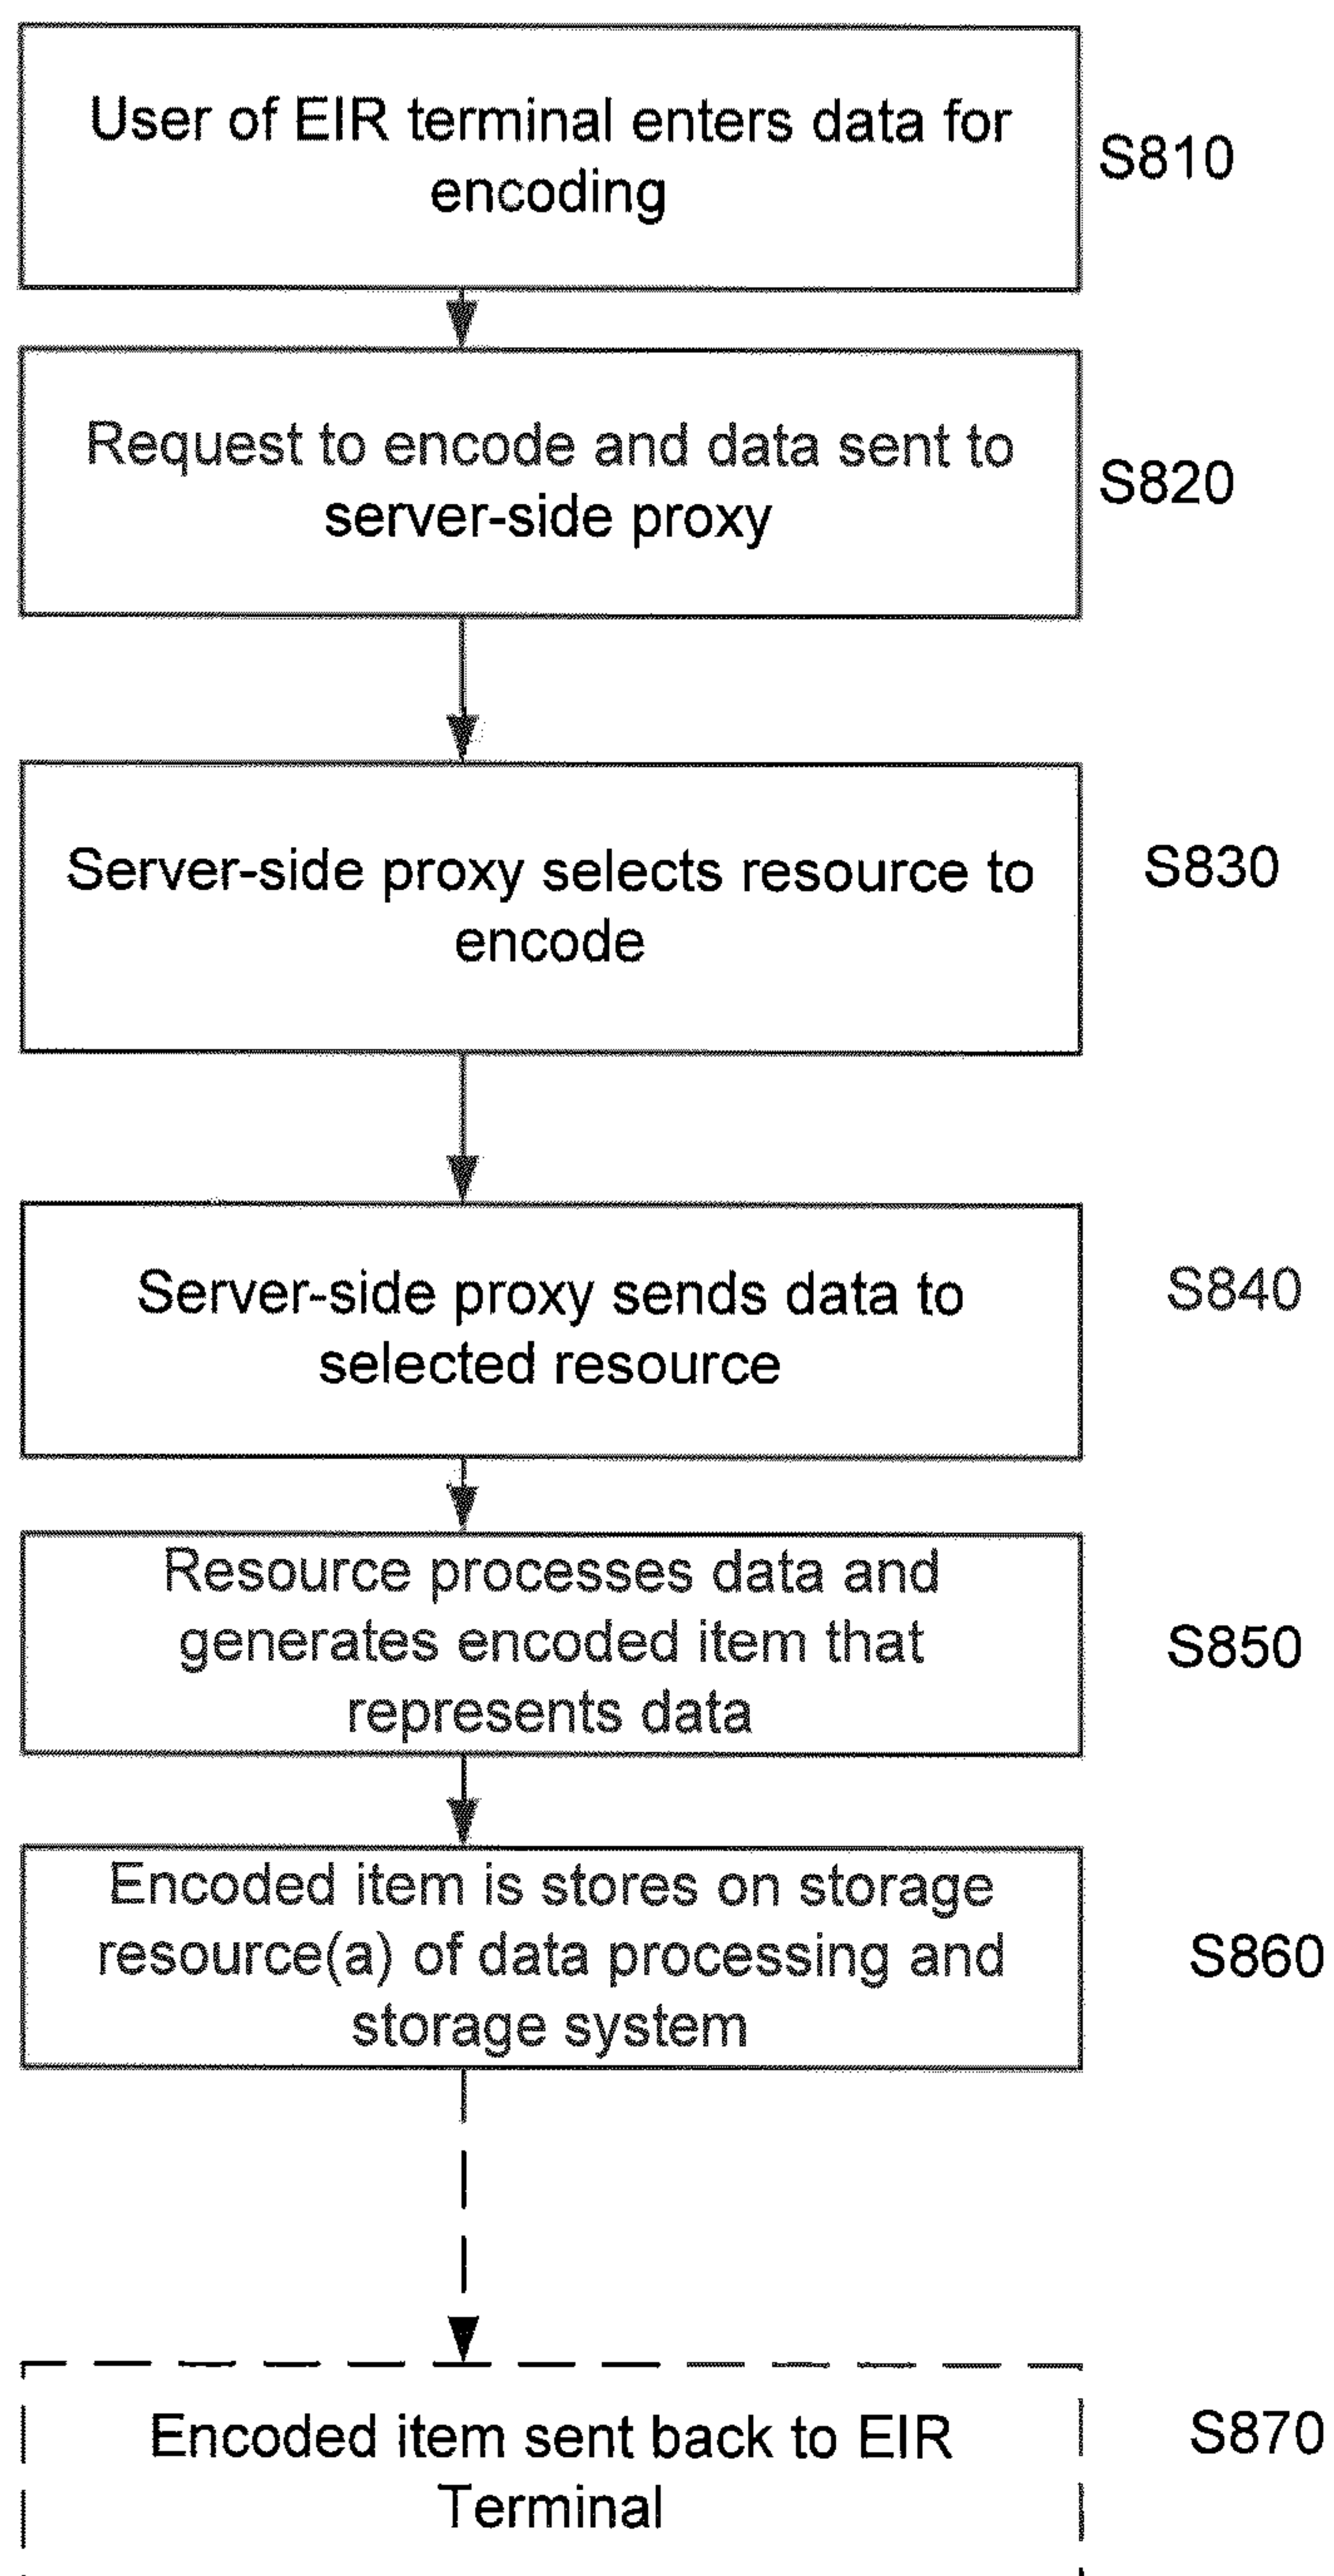 User of EIR terminal enters data for
encoding
S810
Request to encode and data sent to
server-side proxy
S820
Server-side proxy selects resource to
encode
S830
Server-side proxy sends data to
selected resource
S840
Resource processes data and
generates encoded item that
represents data
S850
Encoded item is stores on storage
resource(a) of data processing and
storage system
S860
Encoded item sent back to EIR
Terminal
S870